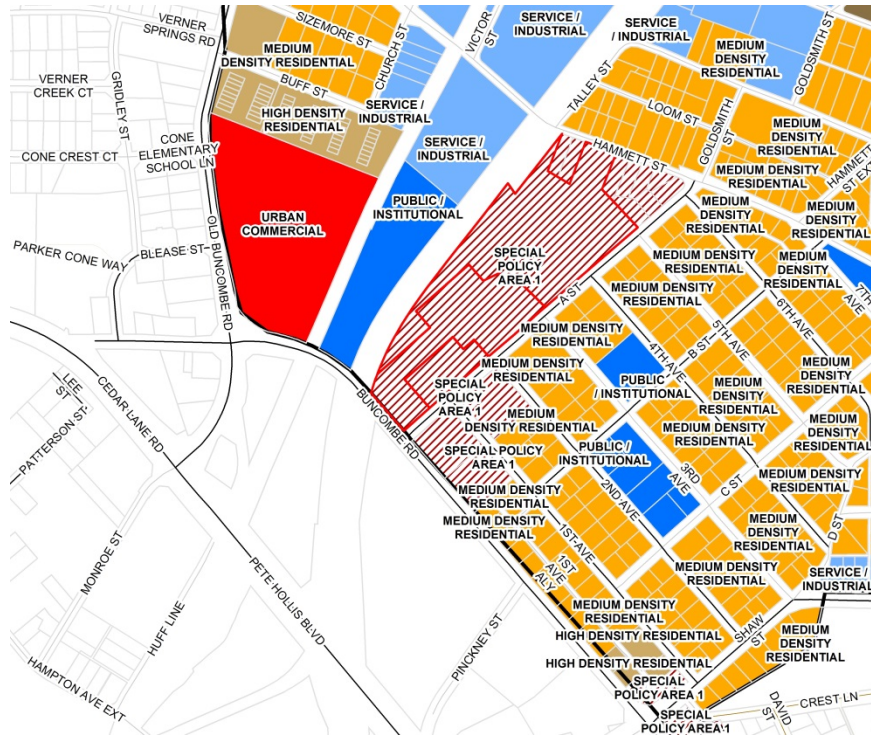 VERNER
SPRINGS RD
SIZEMORE ST
MEDIUM
DENSITY RESIDENTIAL
CHURCH ST
VICTOR
ST
SERVICE /
INDUSTRIAL
SERVICE /
INDUSTRIAL
MEDIUM
DENSITY
RESIDENTIAL
GOLDSMITH ST
VERNER
CREEK CT
GRIDLEY ST
BUFF ST
HIGH DENSITY
RESIDENTIAL
SERVICE /
INDUSTRIAL
TALLEY ST
LOOM ST
GOLDSMITH
ST
CONE
ELEMENTARY
SCHOOL LN
CONE CREST CT
SERVICE /
INDUSTRIAL
HAMMETT ST
MEDIUM
DENSITY
RESIDENTIAL
MEDIUM
DENSITY RESIDENTIAL
HAMMETT
ST EXT
URBAN
COMMERCIAL
PUBLIC /
INSTITUTIONAL
MEDIUM
DENSITY
RESIDENTIAL
MEDIUM
DENSITY
RESIDENTIAL
PARKER CONE WAY
BLEASE ST
OLD BUNCOMBE RD
SPECIAL
POLICY
AREA 1
A ST
MEDIUM DENSITY
RESIDENTIAL
MEDIUM
DENSITY RESIDENTIAL
MEDIUM DENSITY
RESIDENTIAL
7TH
AVE
6TH AVE
5TH AVE
B ST
4TH AVE
MEDIUM DENSITY
RESIDENTIAL
MEDIUM DENSITY
RESIDENTIAL
PUBLIC
/ INSTITUTIONAL
MEDIUM
DENSITY
RESIDENTIAL
MEDIUM
DENSITY
RESIDENTIAL
LEE
ST
PATTERSON ST
CEDAR LANE RD
BUNCOMBE RD
SPECIAL
POLICY
AREA 1
MEDIUM
DENSITY RESIDENTIAL
MEDIUM DENSITY
RESIDENTIAL
MEDIUM
DENSITY
RESIDENTIAL
SPECIAL POLICY
AREA 1
PUBLIC /
INSTITUTIONAL
3RD
AVE
C ST
MEDIUM DENSITY
RESIDENTIAL
MEDIUM DENSITY
RESIDENTIAL
2ND AVE
MEDIUM DENSITY
RESIDENTIAL
MEDIUM
DENSITY
RESIDENTIAL
D ST
MONROE ST
HUFF LINE
PETE HOLLIS BLVD
1ST AVE
1ST
AVE
ALY
MEDIUM DENSITY
RESIDENTIAL
SERVICE /
INDUSTRIAL
PINCKNEY ST
MEDIUM DENSITY
RESIDENTIAL
HIGH DENSITY RESIDENTIAL
SHAW
ST
MEDIUM
DENSITY
RESIDENTIAL
HAMPTON AVE EXT
HIGH DENSITY RESIDENTIAL
SPECIAL
POLICY AREA 1
CREST LN
DAVID
ST
SPECIAL
POLICY AREA 1